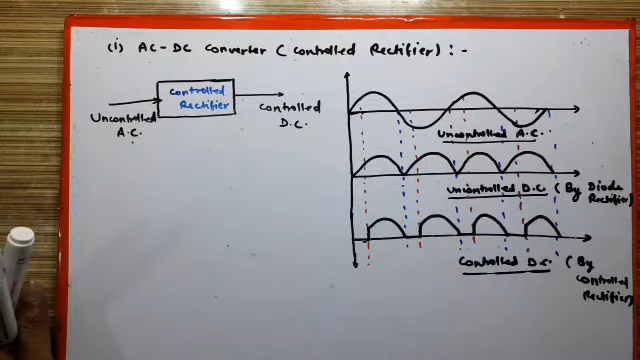 (i) AC-DC Converter ( Controlled Rectifier) : -
Controlled
Rectifier
Uncontrolled
A.C.
Controlled
D.C.
Uncontrolled A.C.
Uncontrolled D.C ( By Diode
Rectifier)
Controlled D.C. ( By
Controlled
Rectifier)